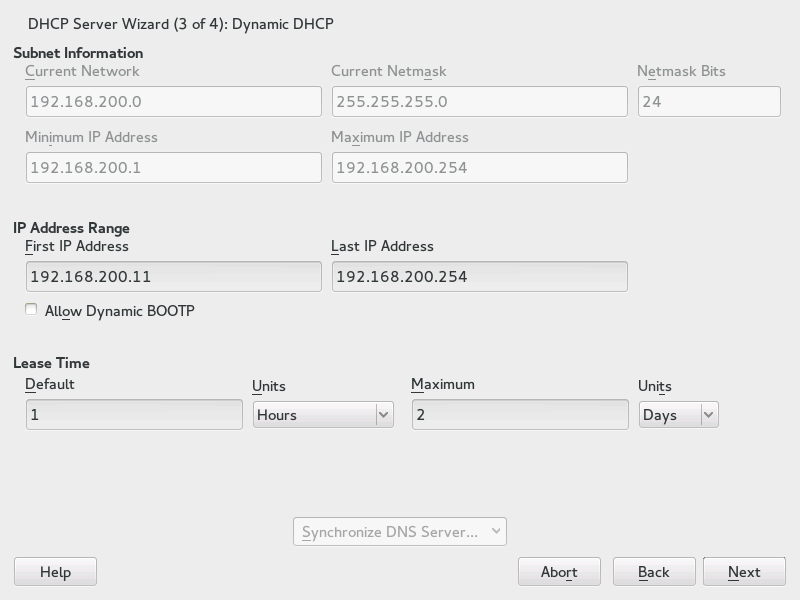 DHCP Server Wizard (3 of 4): Dynamic DHCP
Subnet Information
Current Network Current Netmask Netmask Bits
192.168.200.0 255.255.255.0 24
Minimum IP Address Maximum IP Address
192.168.200.1 192.168.200.254
IP Address Range
First IP Address Last IP Address
192.168.200.11 192.168.200.254
Allow Dynamic BOOTP
Lease Time
Default Units Maximum Units
1 Hours 2 Days
Synchronize DNS Server...
Help Abort Back Next